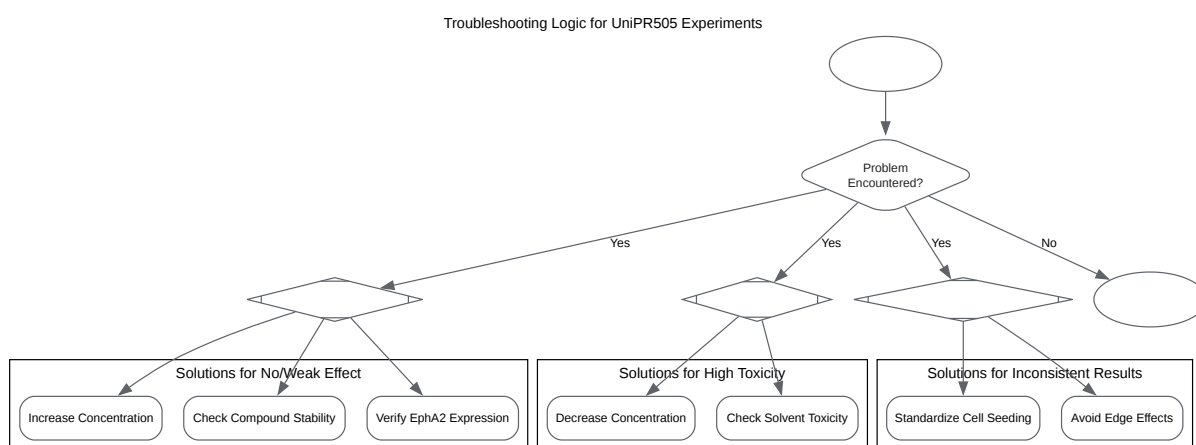 Troubleshooting Logic for UniPR505 Experiments
Problem
Encountered?
Yes
Yes
Yes
No
Solutions for No/Weak Effect
Solutions for High Toxicity
Solutions for Inconsistent Results
Increase Concentration
Check Compound Stability
Verify EphA2 Expression
Decrease Concentration
Check Solvent Toxicity
Standardize Cell Seeding
Avoid Edge Effects